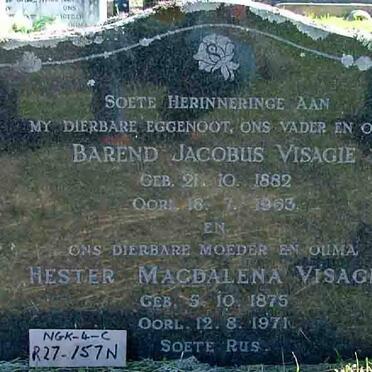 SOETE HERINNERINGE AAN
MY DIERBARE EGGENOOT, ONS VADER EN O
BAREND JACOBUS VISAGIE
GEB. 21. 10. 1882
OORL. 18. 7. 1963.
EN
ONS DIERBARE MOEDER EN OUMA,
HESTER MAGDALENA VISAGI
GEB. 5. 10. 1875
OORL. 12. 8. 1971.
SOETE RUS.
NGK-4-C
R27-157N